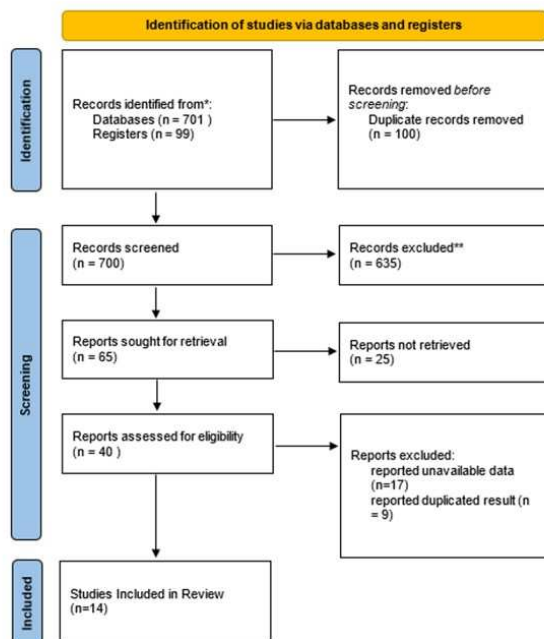 Identification of studies via databases and registers
Identification
Records identified from*:
Databases (n = 701 )
Registers (n = 99)
Records removed before
screening:
Duplicate records removed
(n = 100)
Screening
Records screened
(n = 700)
Records excluded**
(n = 635)
Reports sought for retrieval
(n = 65)
Reports not retrieved
(n = 25)
Reports assessed for eligibility
(n = 40 )
Reports excluded:
reported unavailable data
(n=17)
reported duplicated result (n
= 9)
Included
Studies Included in Review
(n=14)